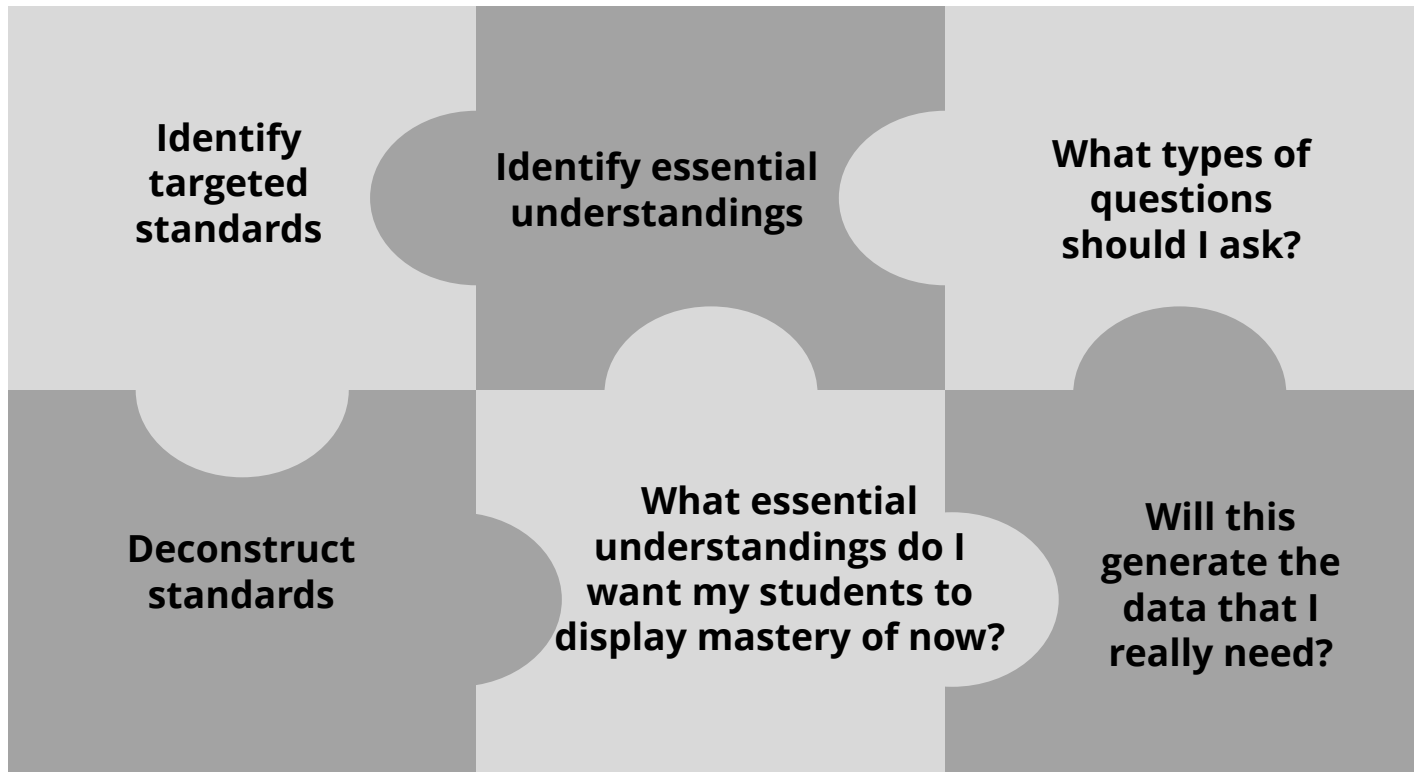 Identify
targeted
standards
Identify essential
understandings
What types of
questions
should I ask?
Deconstruct
standards
What essential
understandings do I
want my students to
display mastery of now?
Will this
generate the
data that I
really need?